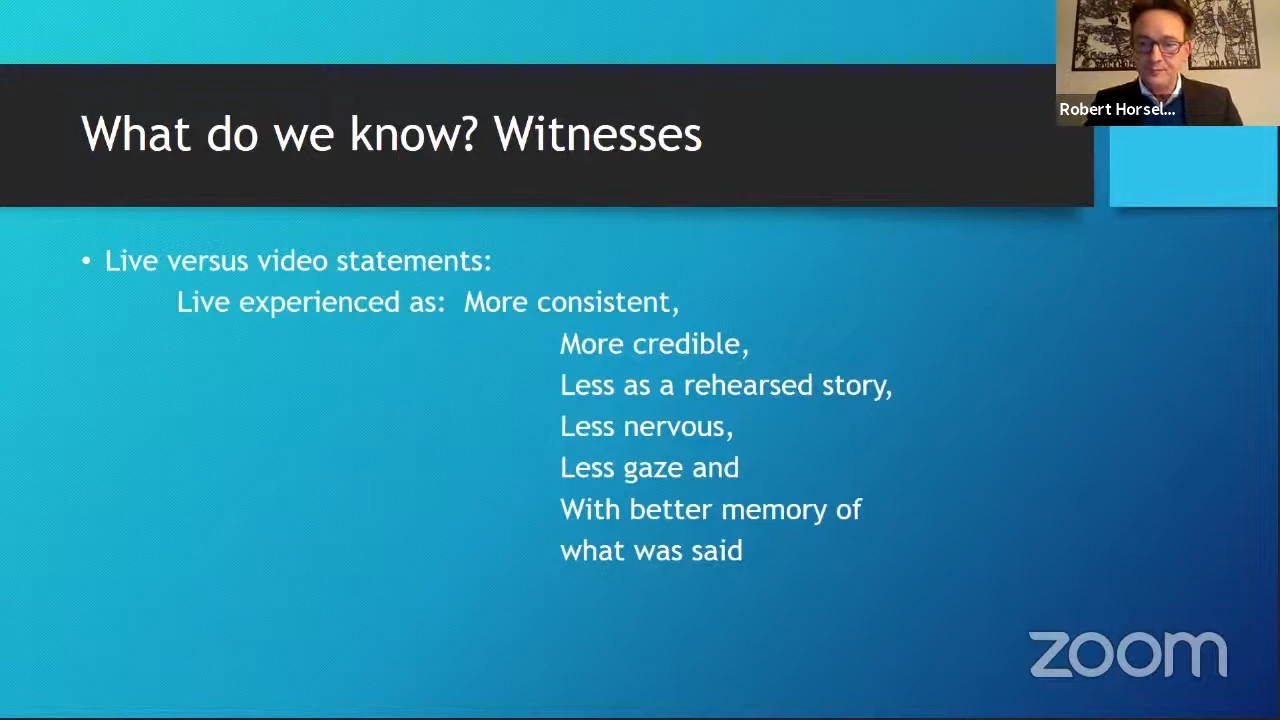 Robert Horsel...
What do we know? Witnesses
• Live versus video statements:
Live experienced as: More consistent,
More credible,
Less as a rehearsed story,
Less nervous,
Less gaze and
With better memory of
what was said
zoom